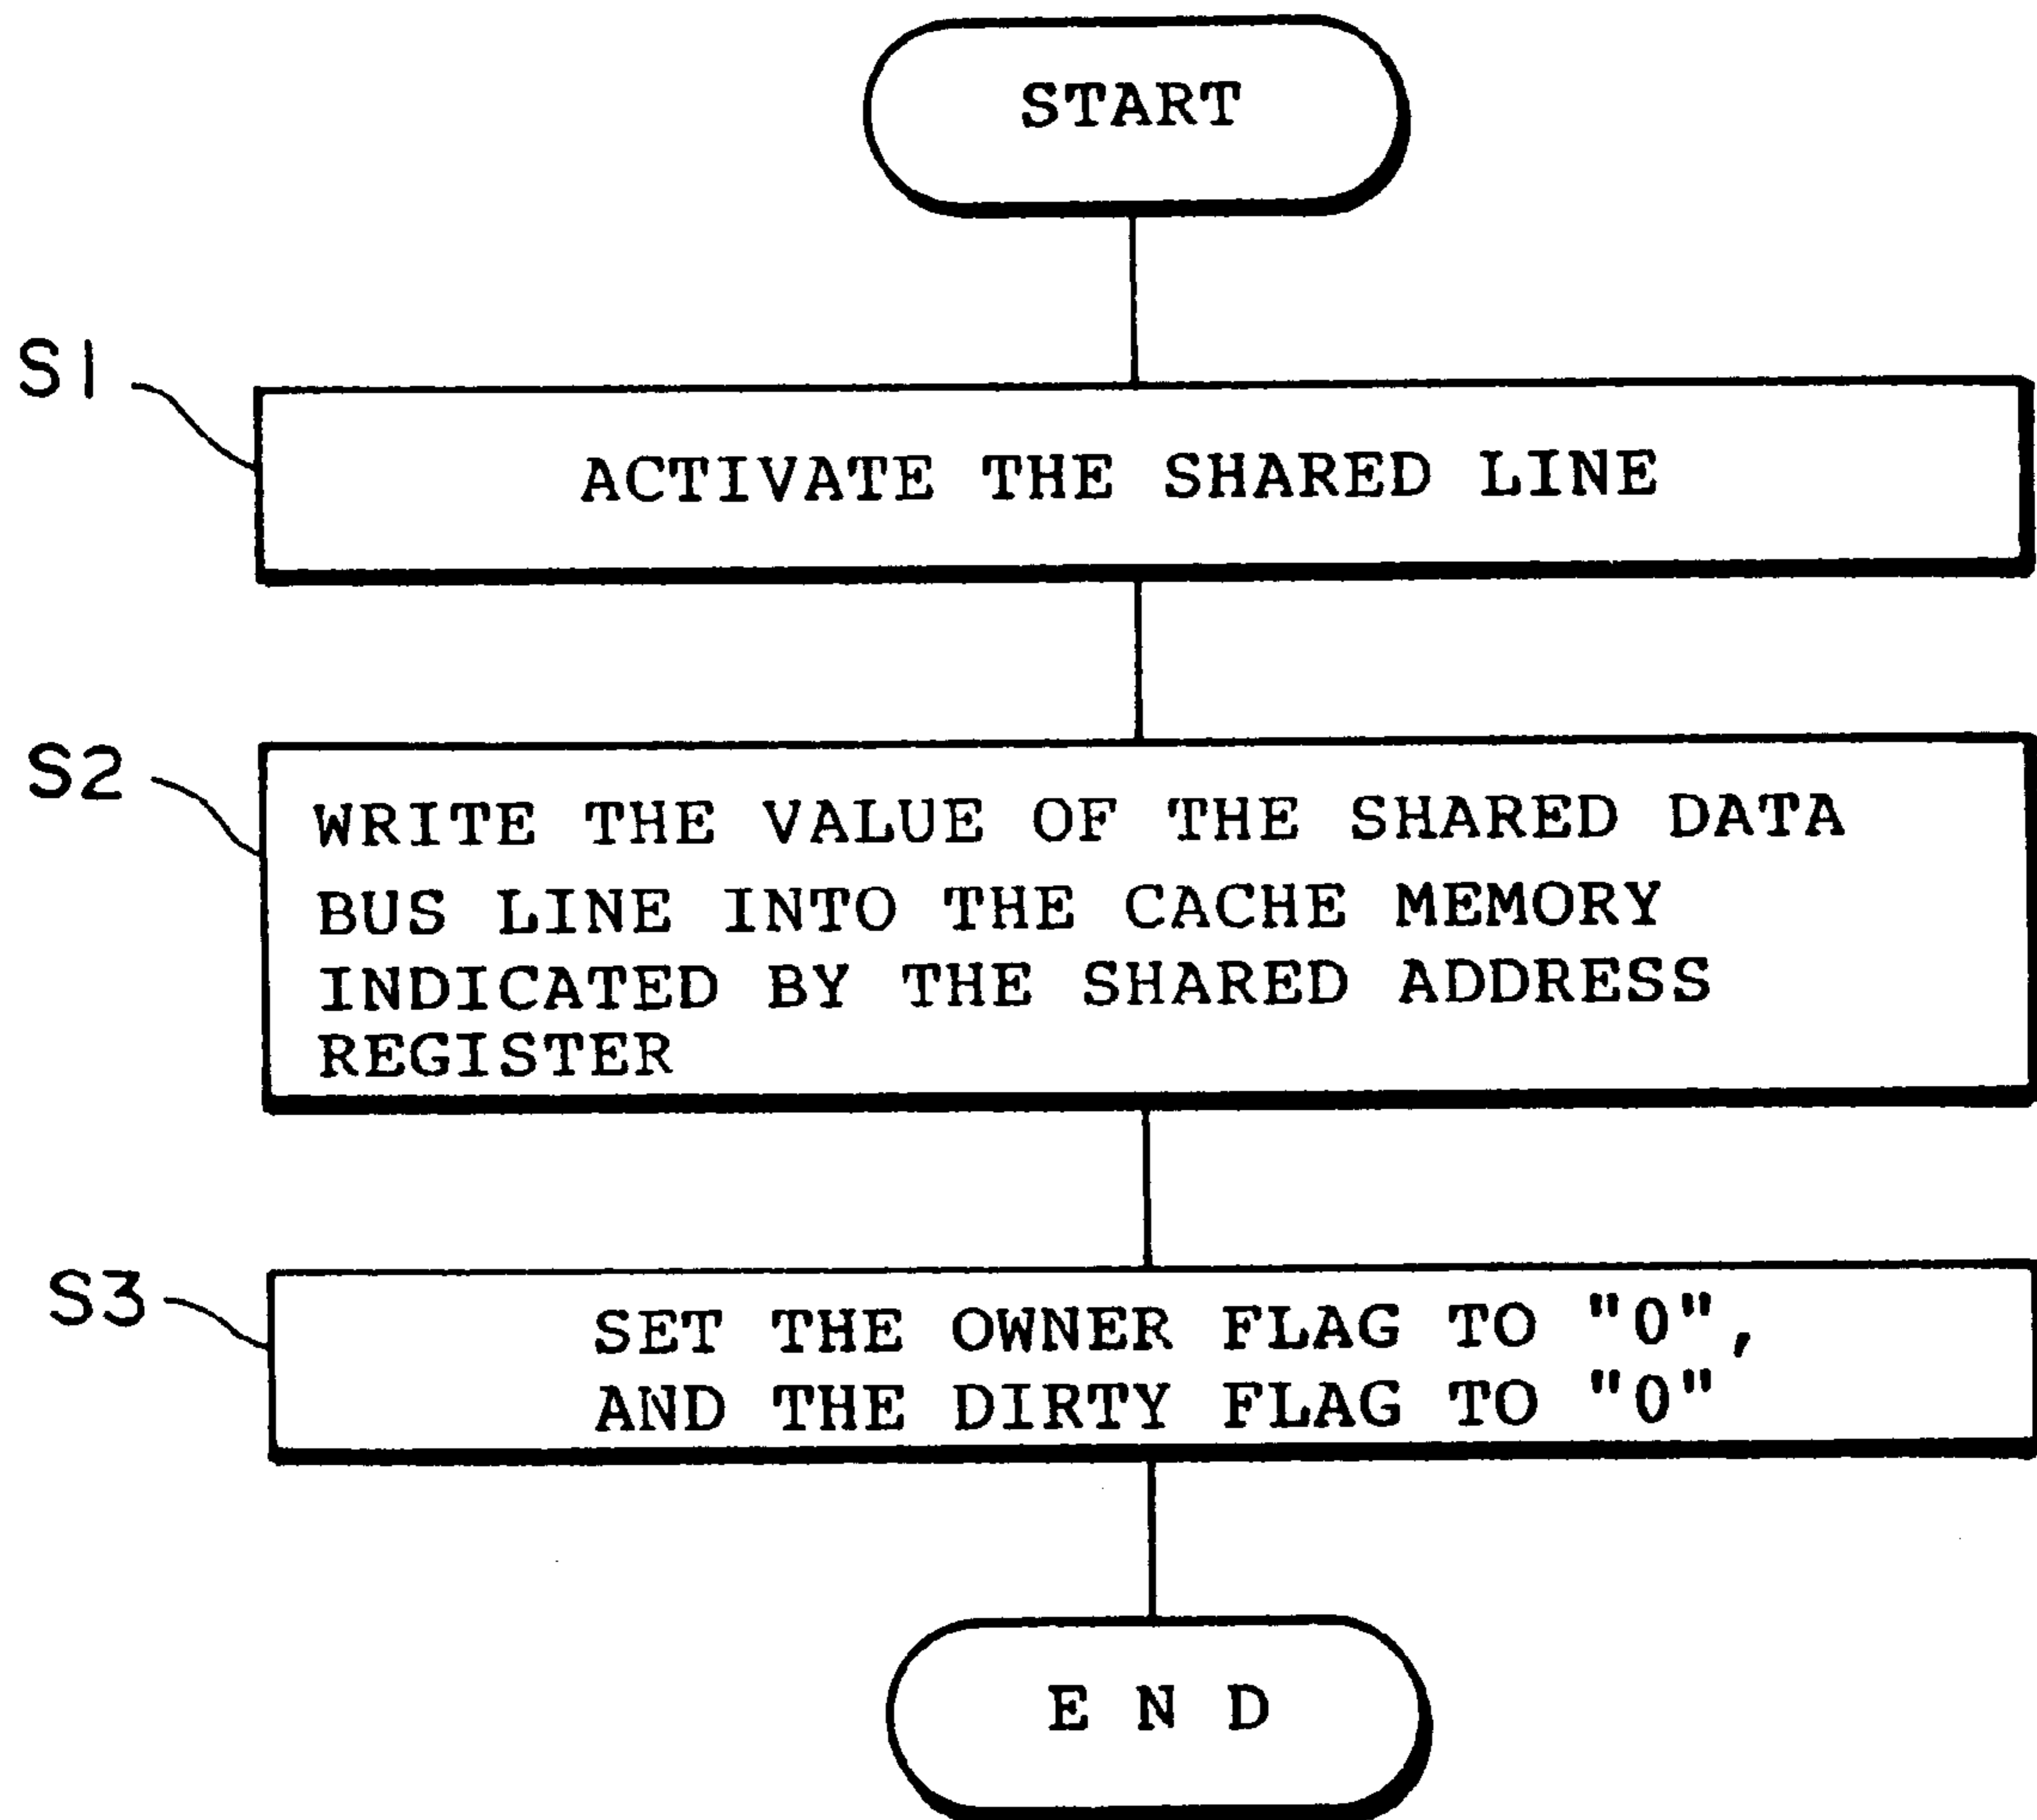 START
S1
ACTIVATE THE SHARED LINE
S2
WRITE THE VALUE OF THE SHARED DATA
BUS LINE INTO THE CACHE MEMORY
INDICATED BY THE SHARED ADDRESS
REGISTER
S3
SET THE OWNER FLAG TO "0",
AND THE DIRTY FLAG TO "0"
E N D